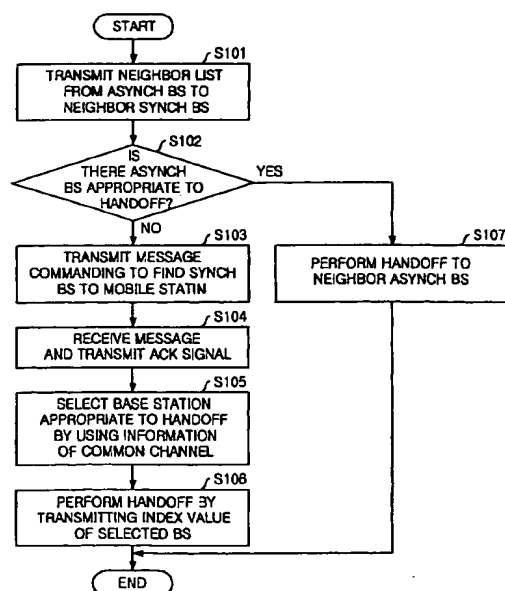 START
S101
TRANSMIT NEIGHBOR LIST
FROM ASYNCH BS TO
NEIGHBOR SYNCH BS
S102
IS
THERE ASYNCH
BS APPROPRIATE TO
HANDOFF?
YES
NO
S103
TRANSMIT MESSAGE
COMMANDING TO FIND SYNCH
BS TO MOBILE STATIN
S107
PERFORM HANDOFF TO
NEIGHBOR ASYNCH BS
S104
RECEIVE MESSAGE
AND TRANSMIT ACK SIGNAL
S105
SELECT BASE STATION
APPROPRIATE TO HANDOFF
BY USING INFORMATION
OF COMMON CHANNEL
S106
PERFORM HANDOFF BY
TRANSMITTING INDEX VALUE
OF SELECTED BS
END